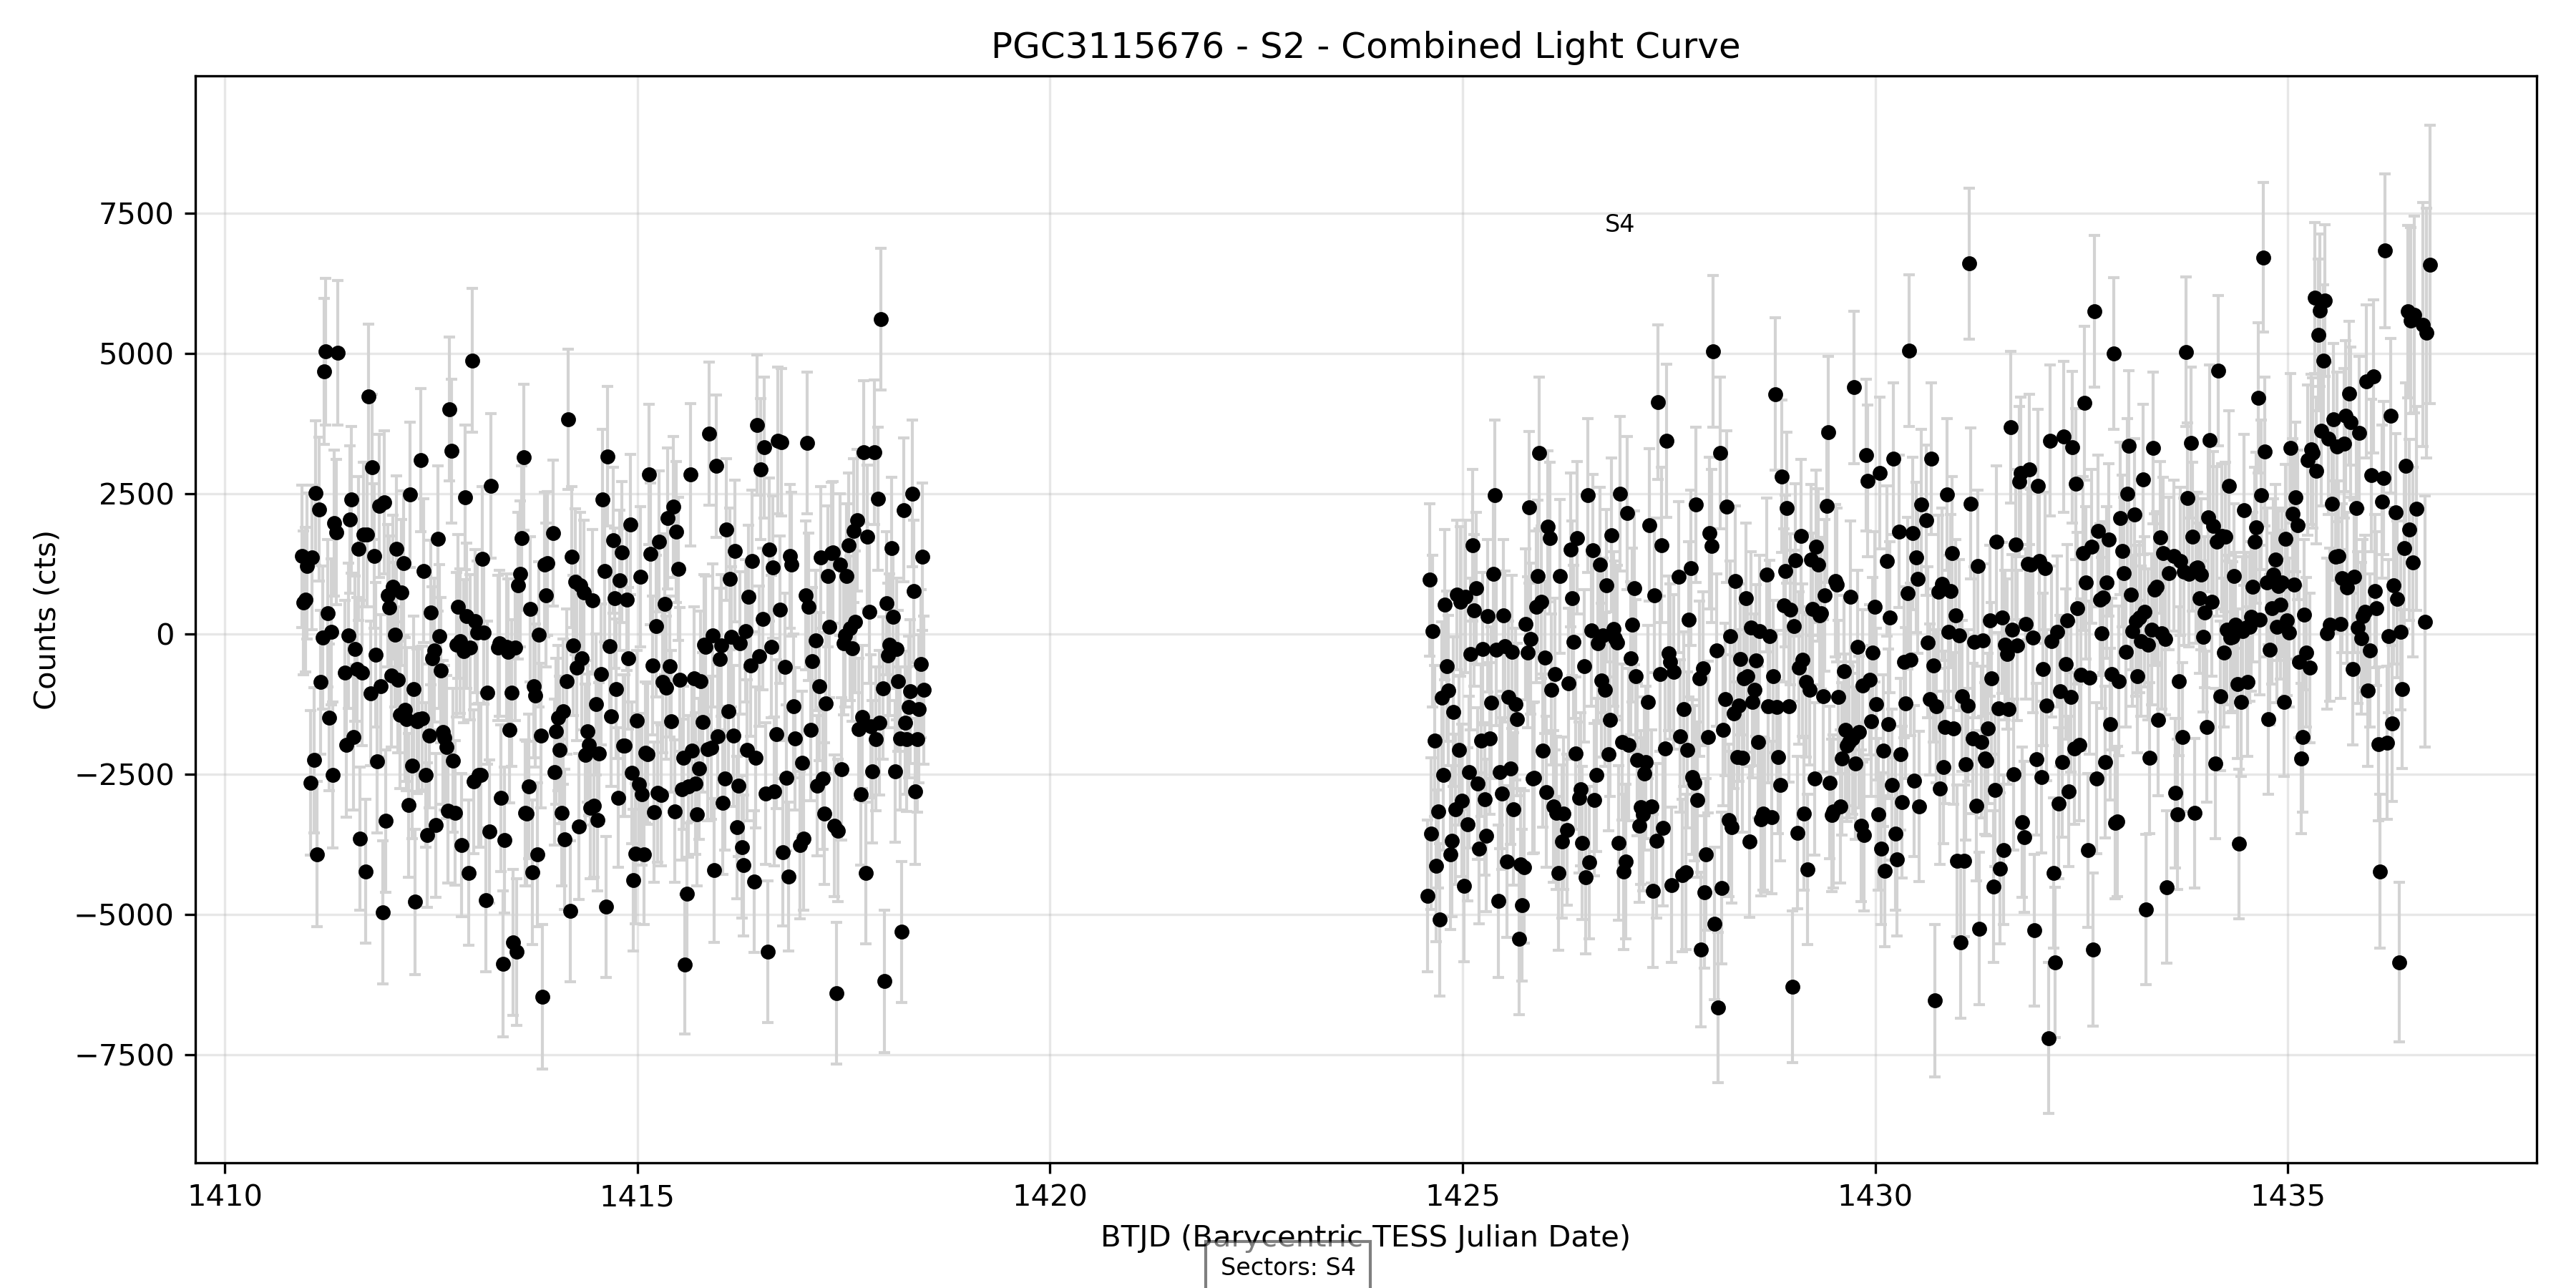 PGC3115676 - S2 - Combined Light Curve
Counts (cts)
7500
5000
2500
0
−2500
−5000
−7500
S4
1410
1415
1420
1425
1430
1435
BTJD (Barycentric TESS Julian Date)
Sectors: S4